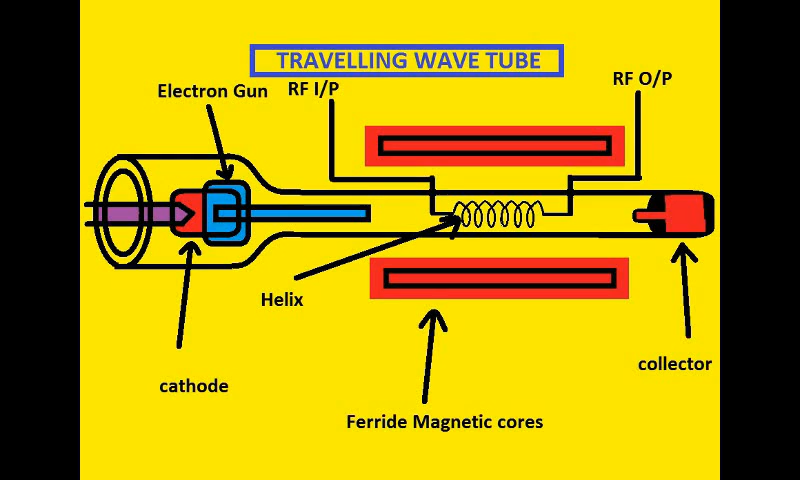 TRAVELLING WAVE TUBE
Electron Gun
RF I/P
RF O/P
Helix
cathode
collector
Ferride Magnetic cores